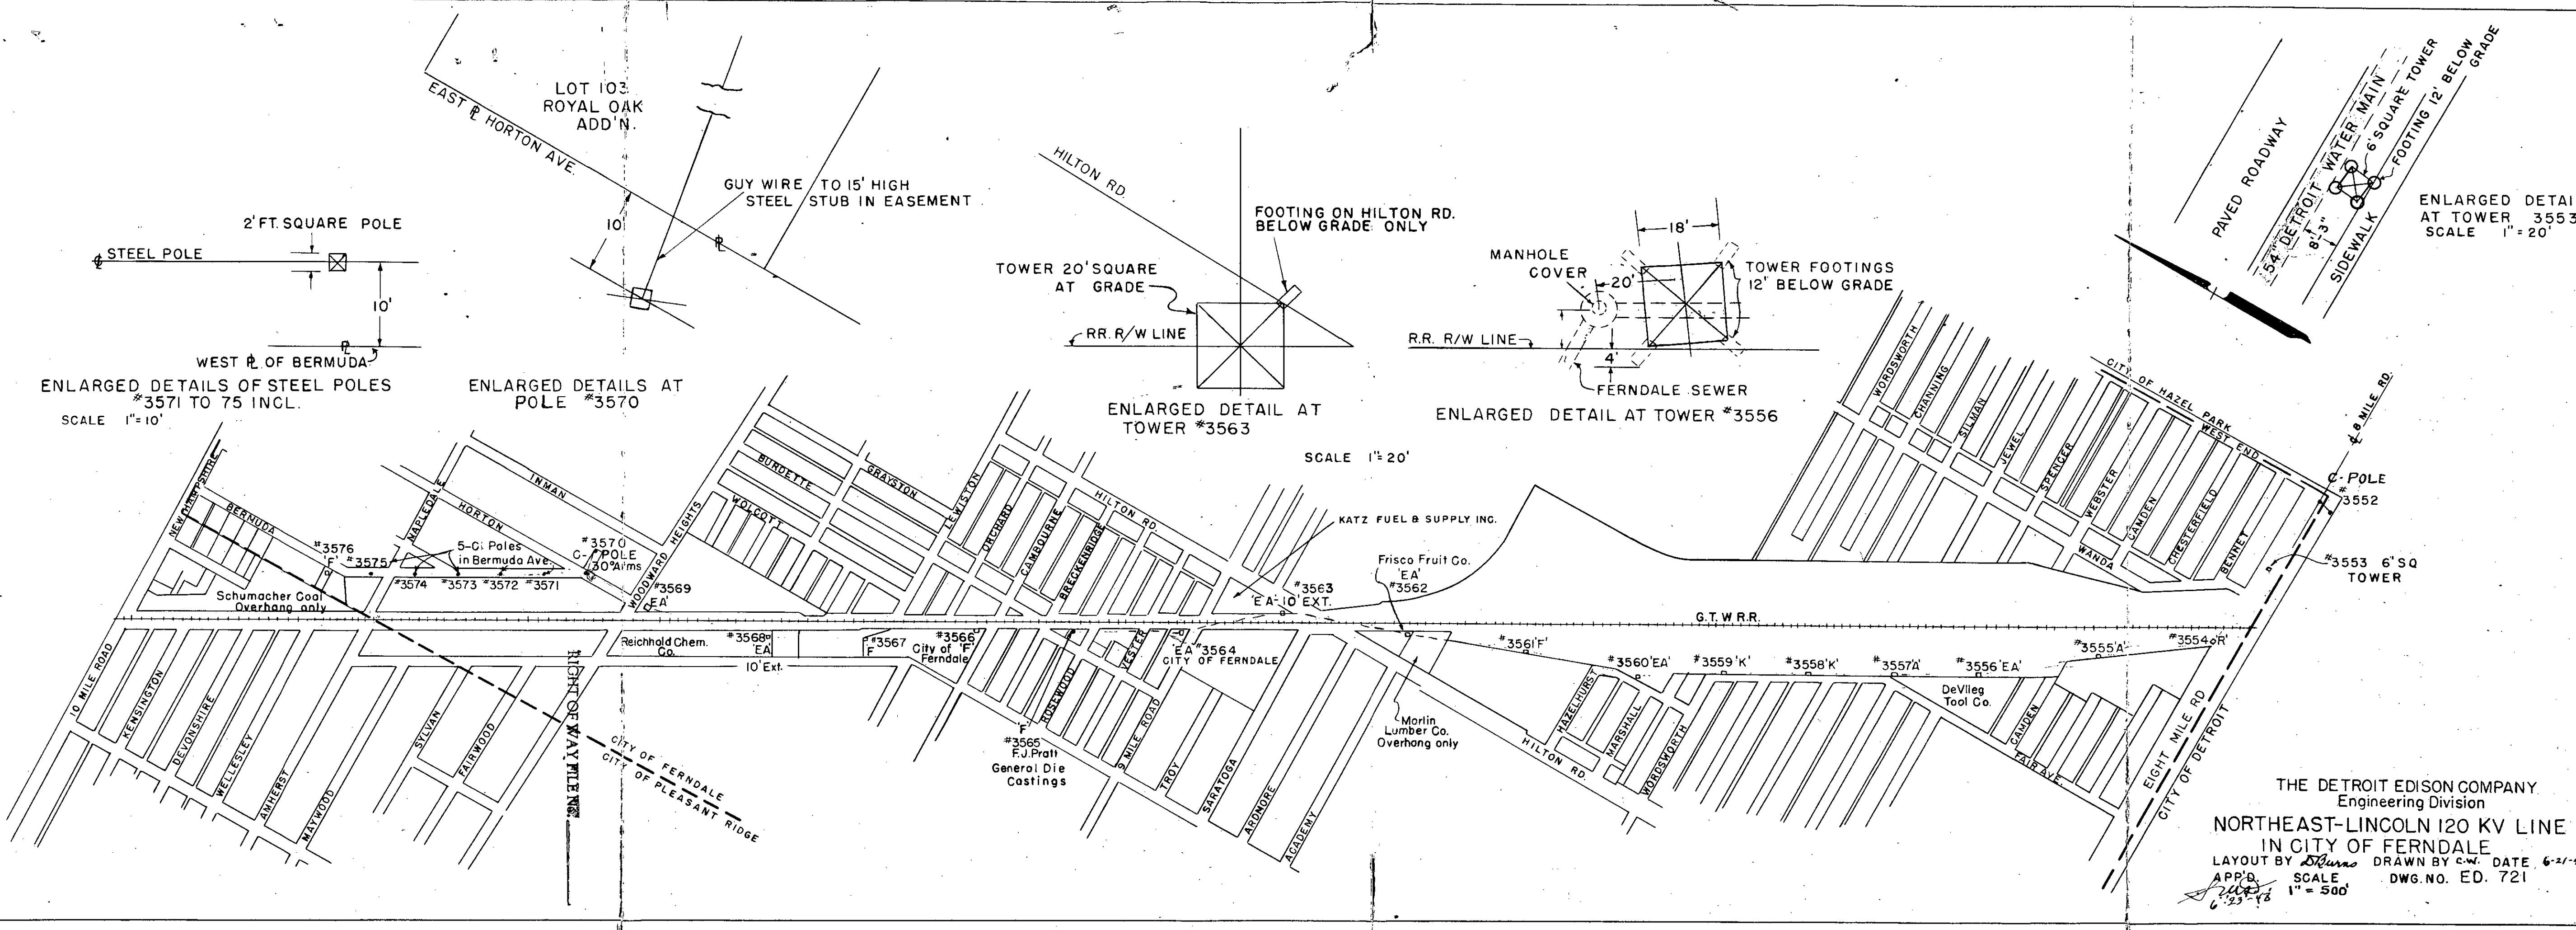 LOT 103
ROYAL OAK
ADD'N.
EAST ⅊ HORTON AVE.
GUY WIRE TO 15' HIGH
STEEL STUB IN EASEMENT
10'
⅊
2' FT. SQUARE POLE
℄ STEEL POLE
10'
WEST ⅊ OF BERMUDA
ENLARGED DETAILS OF STEEL POLES
#3571 TO 75 INCL.
SCALE 1"=10'
ENLARGED DETAILS AT
POLE #3570
HILTON RD.
FOOTING ON HILTON RD.
BELOW GRADE ONLY
TOWER 20' SQUARE
AT GRADE
RR. R/W LINE
ENLARGED DETAIL AT
TOWER #3563
SCALE 1"=20'
18'
MANHOLE
COVER
20'
TOWER FOOTINGS
12' BELOW GRADE
R.R. R/W LINE
4'
FERNDALE SEWER
ENLARGED DETAIL AT TOWER #3556
PAVED ROADWAY
54" DETROIT WATER MAIN
6' SQUARE TOWER
FOOTING 12' BELOW
GRADE
8'-3"
SIDEWALK
ENLARGED DETAI
AT TOWER 3553
SCALE 1"=20'
NEW HAMPSHIRE
BERMUDA
MAPLEDALE
HORTON
INMAN
WOODWARD HEIGHTS
WOLCOTT
BURDETTE
GRAYSTON
LEWISTON
ORCHARD
CAMBOURNE
BRECKENRIDGE
HILTON RD.
KATZ FUEL & SUPPLY INC.
WORDSWORTH
CHANNING
SILMAN
JEWEL
SPENCER
WEBSTER
CAMDEN
CHESTERFIELD
BENNET
WANDA
CITY OF HAZEL PARK
WEST END
℄ 8 MILE RD.
C-POLE
#3552
#3553 6' SQ
TOWER
#3576
'F'
#3575
5-Ci Poles
in Bermuda Ave.
#3574
#3573
#3572
#3571
#3570
C-1 POLE
30° Arms
#3569
'EA'
Schumacher Coal
Overhang only
Reichhold Chem.
Co.
#3568
'EA'
10' Ext.
#3567
'F'
#3566
City of 'F'
Ferndale
'F'
#3565
F.J. Pratt
General Die
Castings
VESTER
'EA' #3564
CITY OF FERNDALE
#3563
'EA'-10' EXT.
Frisco Fruit Co.
'EA'
#3562
Marlin
Lumber Co.
Overhang only
G.T.W R.R.
#3561 'F'
#3560 'EA'
#3559 'K'
#3558 'K'
#3557 'A'
#3556 'EA'
#3555 'A'
#3554 'R'
DeVlieg
Tool Co.
10 MILE ROAD
KENSINGTON
DEVONSHIRE
WELLESLEY
AMHERST
MAYWOOD
SYLVAN
FAIRWOOD
RIGHT OF WAY FILE No.
CITY OF FERNDALE
CITY OF PLEASANT RIDGE
ROSEWOOD
9 MILE ROAD
TROY
SARATOGA
ARDMORE
ACADEMY
HILTON RD.
HAZELHURST
MARSHALL
WORDSWORTH
CAMDEN
FAIR AVE.
EIGHT MILE RD
CITY OF DETROIT
THE DETROIT EDISON COMPANY
Engineering Division
NORTHEAST-LINCOLN 120 KV LINE
IN CITY OF FERNDALE
LAYOUT BY D Burns DRAWN BY C.W. DATE 6-21-
APP'D. SCALE DWG. NO. ED. 721
6-23-48 1" = 500'